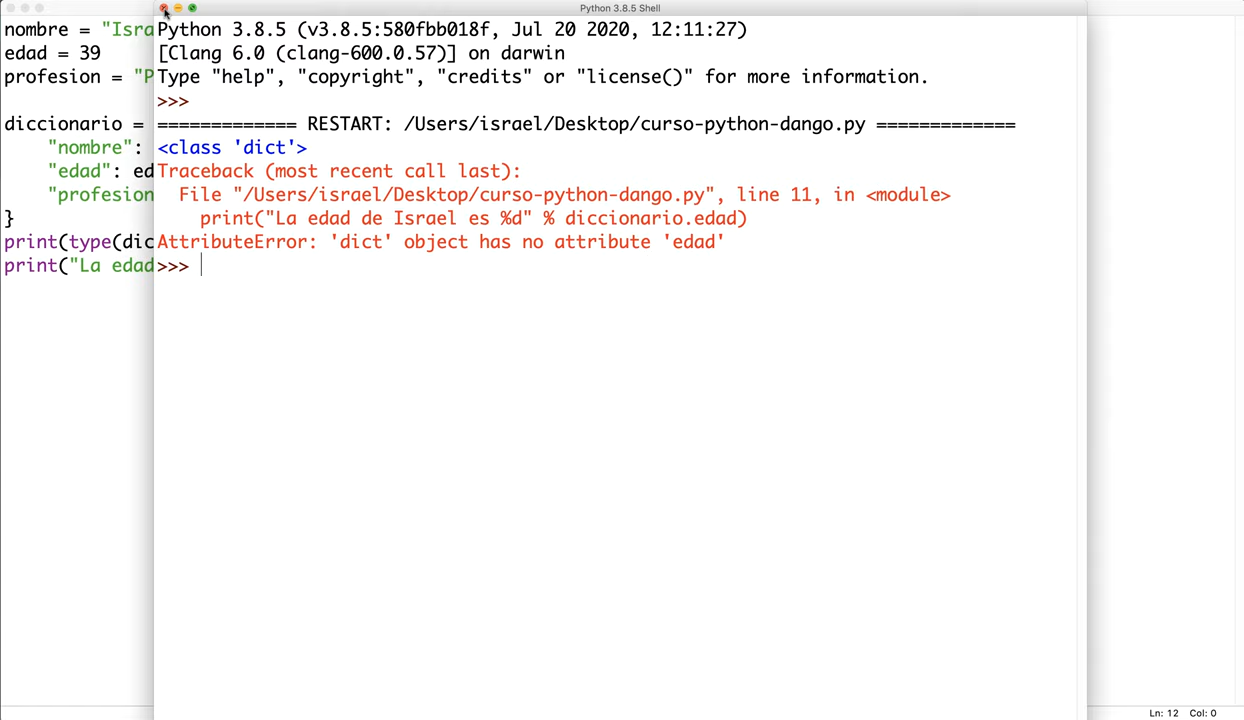 Python 3.8.5 Shell
nombre = "Isra
edad = 39
profesion = "P
diccionario =
"nombre":
"edad": ed
"profesion
}
print(type(dic
print("La edad
Python 3.8.5 (v3.8.5:580fbb018f, Jul 20 2020, 12:11:27)
[Clang 6.0 (clang-600.0.57)] on darwin
Type "help", "copyright", "credits" or "license()" for more information.
>>>
============= RESTART: /Users/israel/Desktop/curso-python-dango.py =============
<class 'dict'>
Traceback (most recent call last):
File "/Users/israel/Desktop/curso-python-dango.py", line 11, in <module>
print("La edad de Israel es %d" % diccionario.edad)
AttributeError: 'dict' object has no attribute 'edad'
>>>
Ln: 12 Col: 0